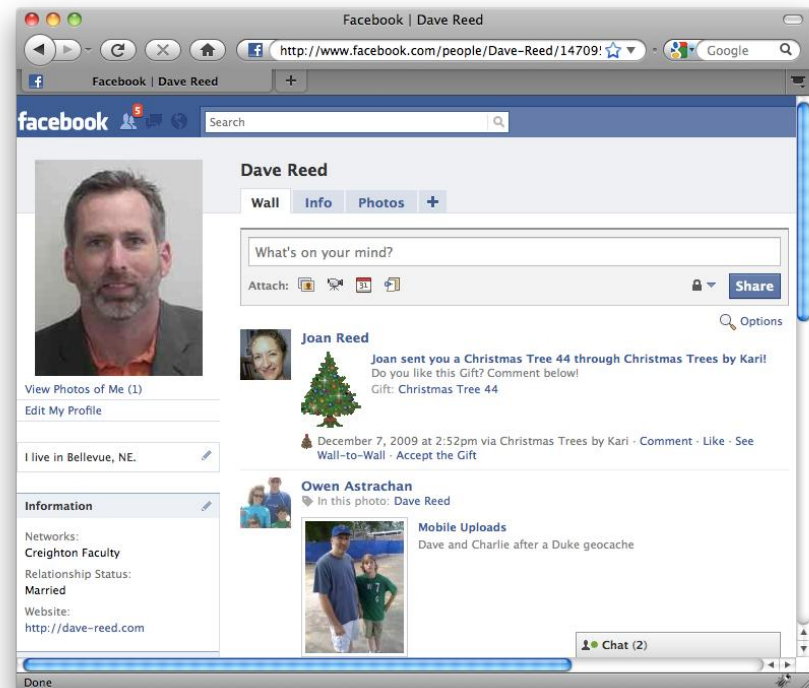 Facebook | Dave Reed
http://www.facebook.com/people/Dave-Reed/14709
Google
Facebook | Dave Reed
facebook
5
Search
Dave Reed
Wall Info Photos +
What's on your mind?
Attach:
31
Share
Options
Joan Reed
Joan sent you a Christmas Tree 44 through Christmas Trees by Kari!
Do you like this Gift? Comment below!
Gift: Christmas Tree 44
December 7, 2009 at 2:52pm via Christmas Trees by Kari · Comment · Like · See
Wall-to-Wall · Accept the Gift
View Photos of Me (1)
Edit My Profile
I live in Bellevue, NE.
Information
Networks:
Creighton Faculty
Relationship Status:
Married
Website:
http://dave-reed.com
Owen Astrachan
In this photo: Dave Reed
Mobile Uploads
Dave and Charlie after a Duke geocache
Chat (2)
Done